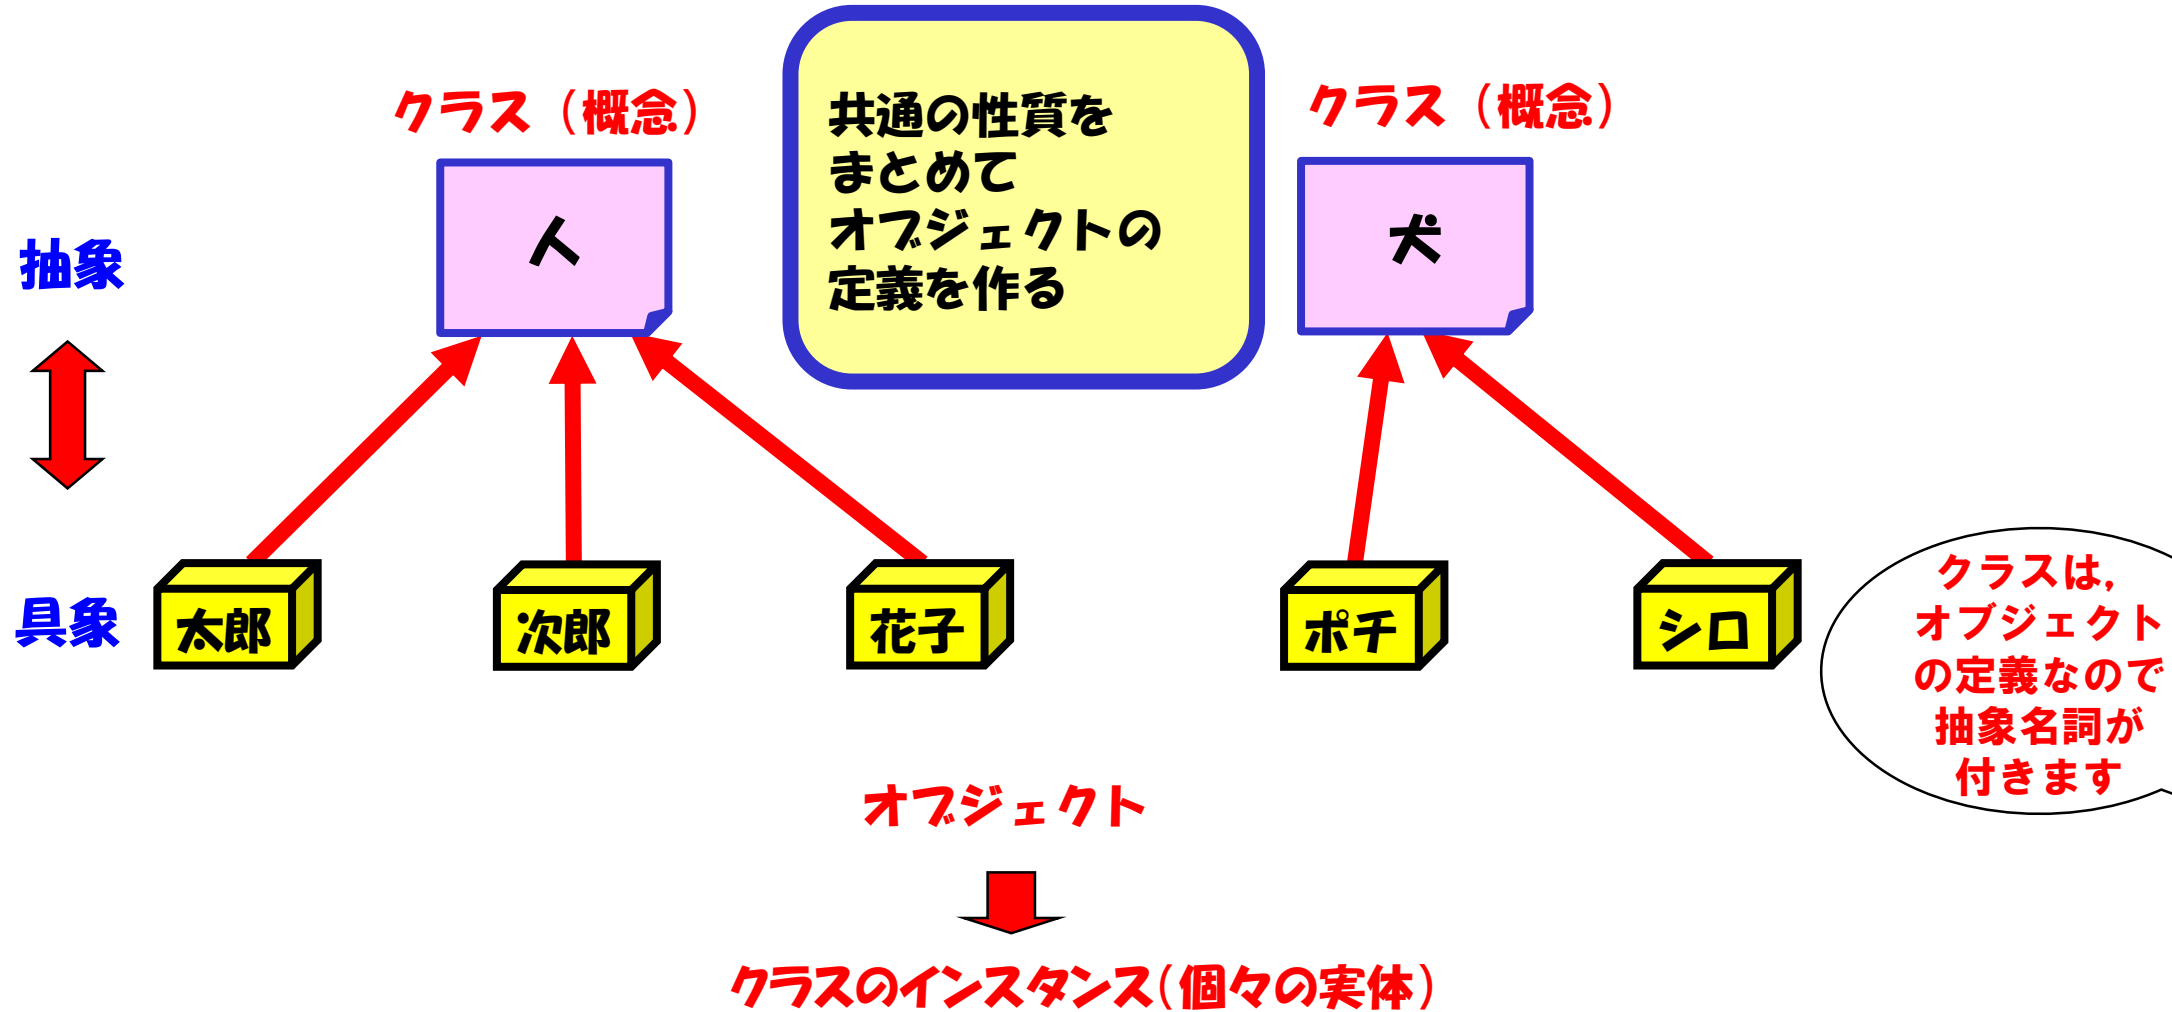 クラス（概念）
クラス（概念）
共通の性質を
まとめて
オブジェクトの
定義を作る
人
犬
抽象
具象
太郎
次郎
花子
ポチ
シロ
クラスは，
オブジェクト
の定義なので
抽象名詞が
付きます
オブジェクト
クラスのインスタンス（個々の実体）